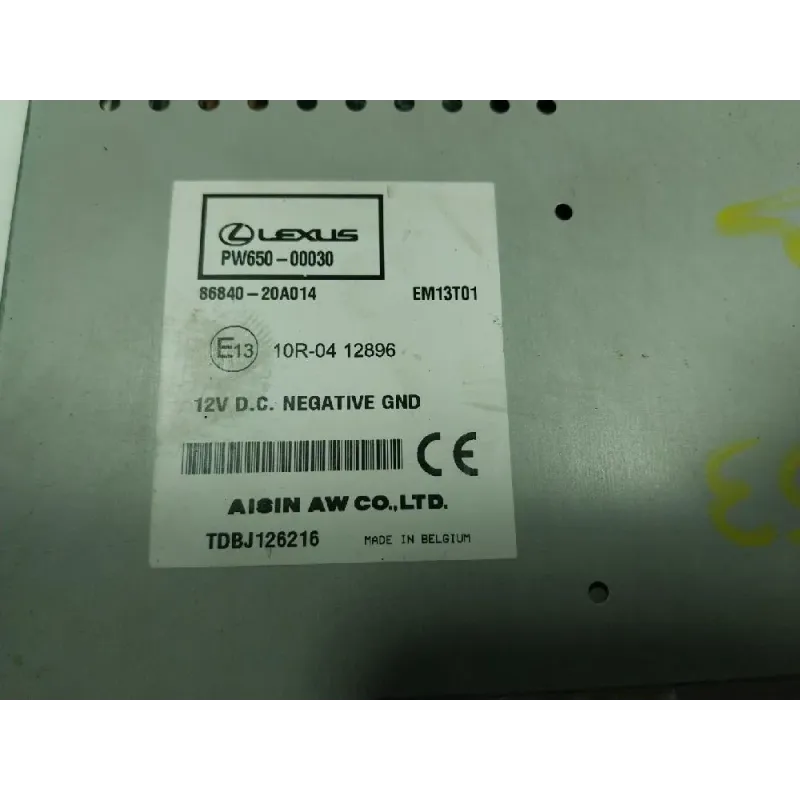 LEXUS
PW650-00030
86840-20A014 EM13T01
E13 10R-04 12896
12V D.C. NEGATIVE GND
CE
AISIN AW CO.,LTD.
TDBJ126216 MADE IN BELGIUM